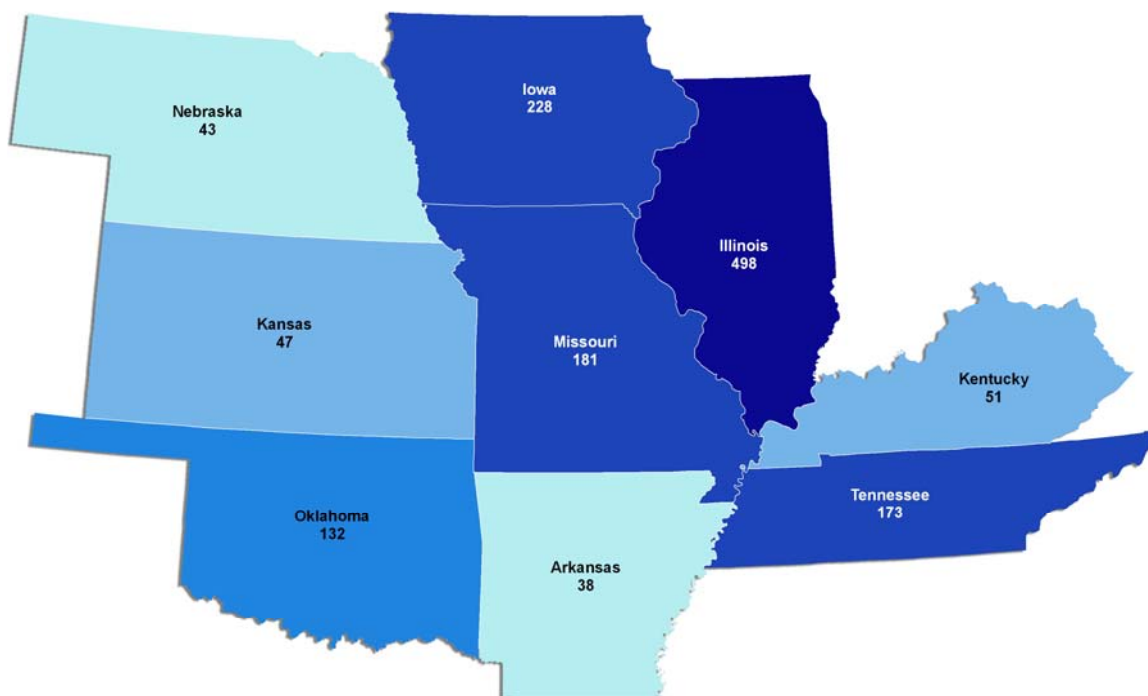 Nebraska
43
Iowa
228
Illinois
498
Kansas
47
Missouri
181
Kentucky
51
Oklahoma
132
Tennessee
173
Arkansas
38